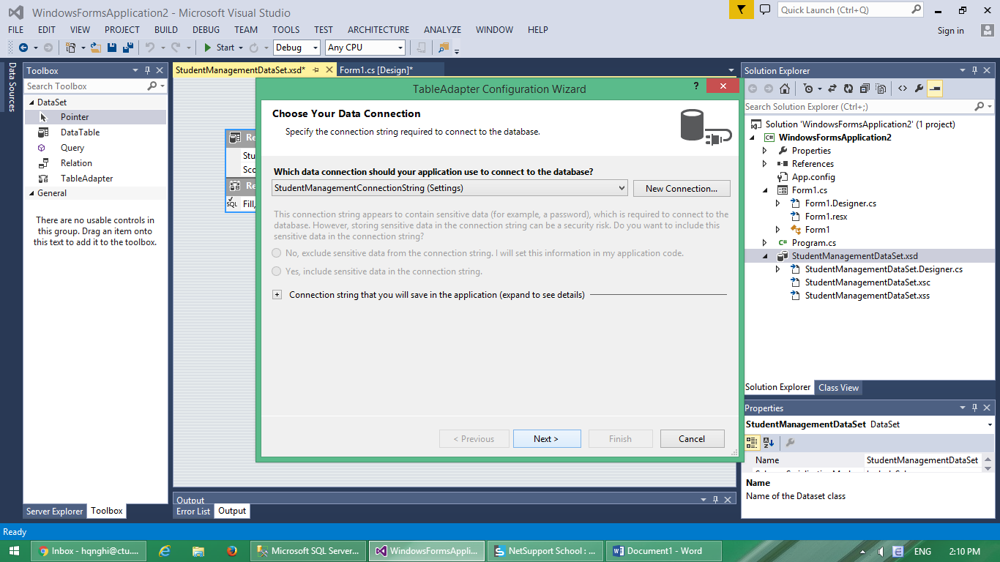 WindowsFormsApplication2 - Microsoft Visual Studio
Quick Launch (Ctrl+Q)
FILE EDIT VIEW PROJECT BUILD DEBUG TEAM TOOLS TEST ARCHITECTURE ANALYZE WINDOW HELP
Sign in
Start Debug Any CPU
Data Sources
Toolbox
Search Toolbox
DataSet
Pointer
DataTable
Query
Relation
TableAdapter
General
There are no usable controls in
this group. Drag an item onto
this text to add it to the toolbox.
Server Explorer Toolbox
StudentManagementDataSet.xsd* Form1.cs [Design]*
Re
Stu
Sco
Re
SQL Fill,
TableAdapter Configuration Wizard
?
Choose Your Data Connection
Specify the connection string required to connect to the database.
Which data connection should your application use to connect to the database?
StudentManagementConnectionString (Settings)
New Connection...
This connection string appears to contain sensitive data (for example, a password), which is required to connect to the
database. However, storing sensitive data in the connection string can be a security risk. Do you want to include this
sensitive data in the connection string?
No, exclude sensitive data from the connection string. I will set this information in my application code.
Yes, include sensitive data in the connection string.
Connection string that you will save in the application (expand to see details)
< Previous Next > Finish Cancel
Output
Error List Output
Solution Explorer
Search Solution Explorer (Ctrl+;)
Solution 'WindowsFormsApplication2' (1 project)
C# WindowsFormsApplication2
Properties
References
App.config
Form1.cs
Form1.Designer.cs
Form1.resx
Form1
C# Program.cs
StudentManagementDataSet.xsd
StudentManagementDataSet.Designer.cs
StudentManagementDataSet.xsc
StudentManagementDataSet.xss
Solution Explorer Class View
Properties
StudentManagementDataSet DataSet
Name StudentManagementDataSet
Name
Name of the Dataset class
Ready
Inbox - hqnghi@ctu.... Microsoft SQL Server... WindowsFormsAppli... NetSupport School : ... Document1 - Word
ENG 2:10 PM